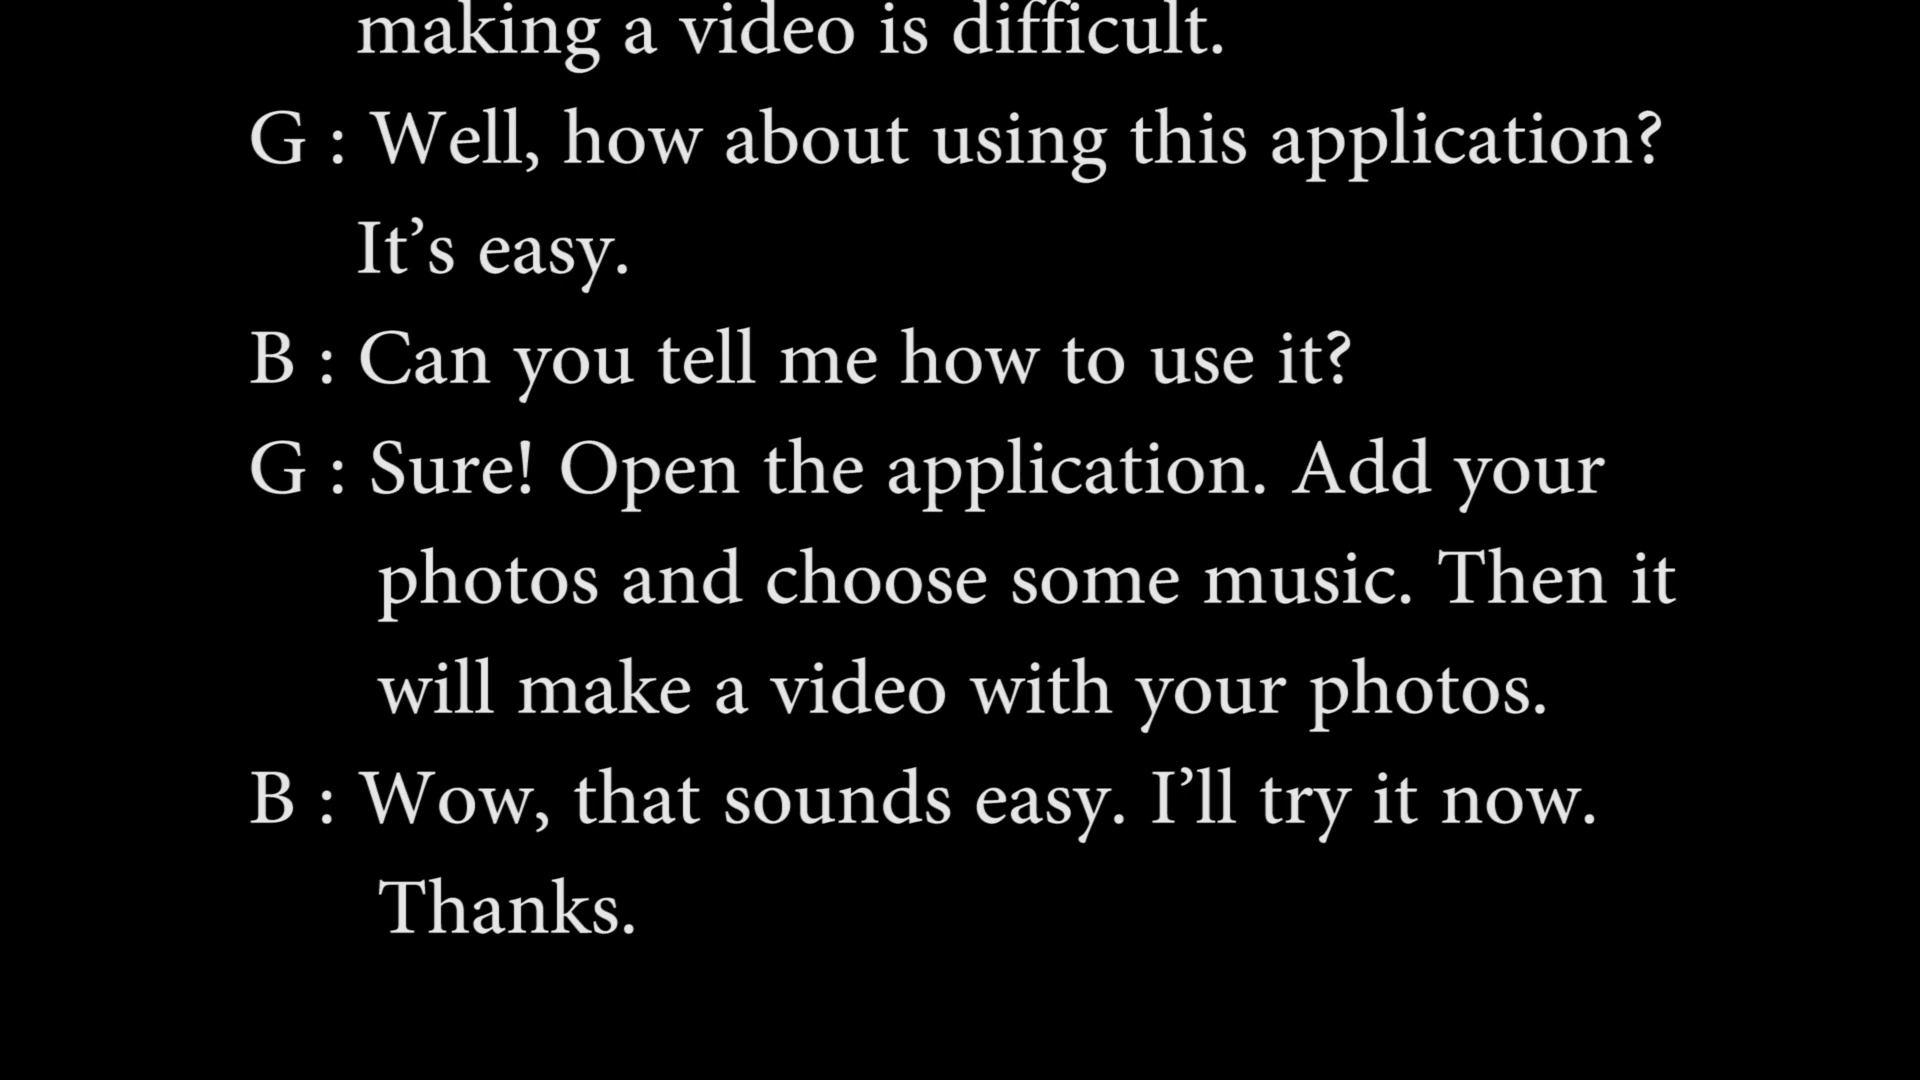 making a video is difficult.
G : Well, how about using this application?
It’s easy.
B : Can you tell me how to use it?
G : Sure! Open the application. Add your
photos and choose some music. Then it
will make a video with your photos.
B : Wow, that sounds easy. I’ll try it now.
Thanks.